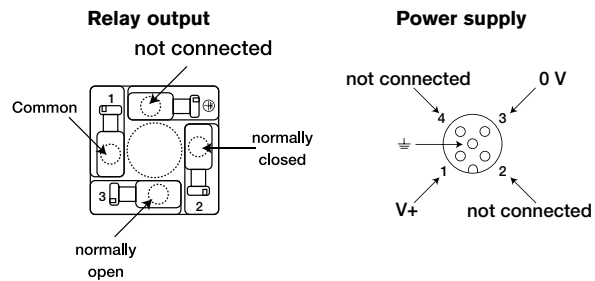 Relay output
not connected
Common
1
normally
closed
3
2
normally
open
Power supply
not connected
0 V
4
3
1
2
V+
not connected